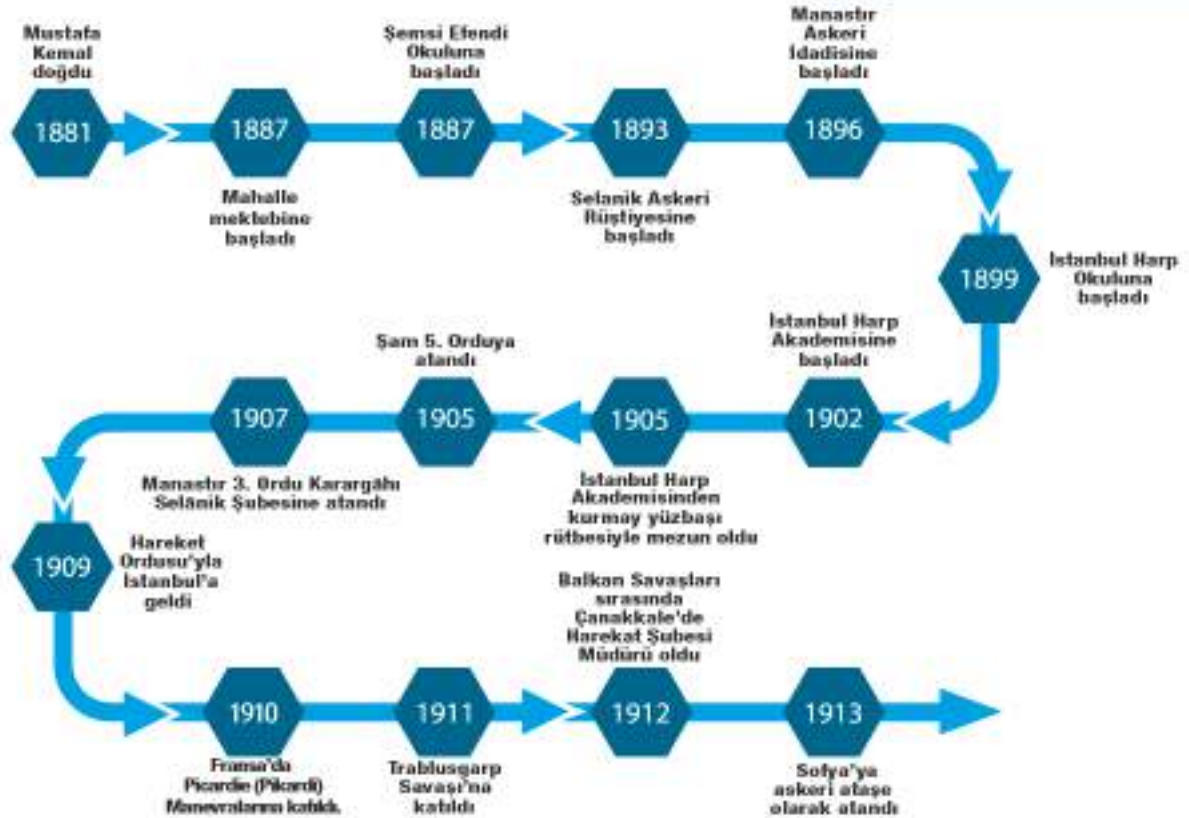 Mustafa
Kemal
doğdu
1881
1887
Mahalle
mektebine
başladı
Şemsi Efendi
Okuluna
başladı
1887
1893
Selanik Askeri
Rüştiyesine
başladı
Manastır
Askeri
İdadisine
başladı
1896
1899
İstanbul Harp
Okuluna
başladı
İstanbul Harp
Akademisine
başladı
1902
1905
İstanbul Harp
Akademisinden
kurmay yüzbaşı
rütbesiyle mezun oldu
Şam 5. Orduya
atandı
1905
1907
Manastır 3. Ordu Karargâhı
Selânik Şubesine atandı
1909
Hareket
Ordusu'yla
İstanbul'a
geldi
1910
Fransa'da
Picardie (Pikardi)
Manevralarına katıldı.
1911
Trablusgarp
Savaşı'na
katıldı
Balkan Savaşları
sırasında
Çanakkale'de
Harekat Şubesi
Müdürü oldu
1912
1913
Sofya'ya
askeri ataşe
olarak atandı